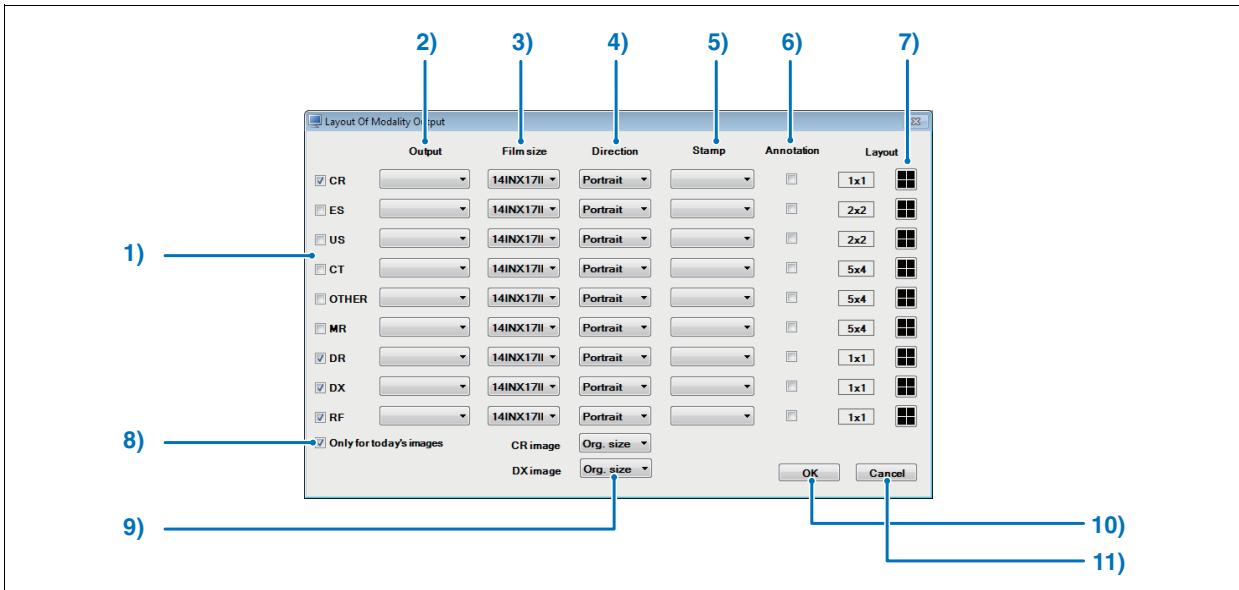 2) 3) 4) 5) 6) 7)
Layout Of Modality Output
Output Film size Direction Stamp Annotation Layout
CR 14INX17II Portrait 1x1
ES 14INX17II Portrait 2x2
US 14INX17II Portrait 2x2
1)
CT 14INX17II Portrait 5x4
OTHER 14INX17II Portrait 5x4
MR 14INX17II Portrait 5x4
DR 14INX17II Portrait 1x1
DX 14INX17II Portrait 1x1
RF 14INX17II Portrait 1x1
8) Only for today's images CR image Org. size
DX image Org. size OK Cancel
9) 10)
11)